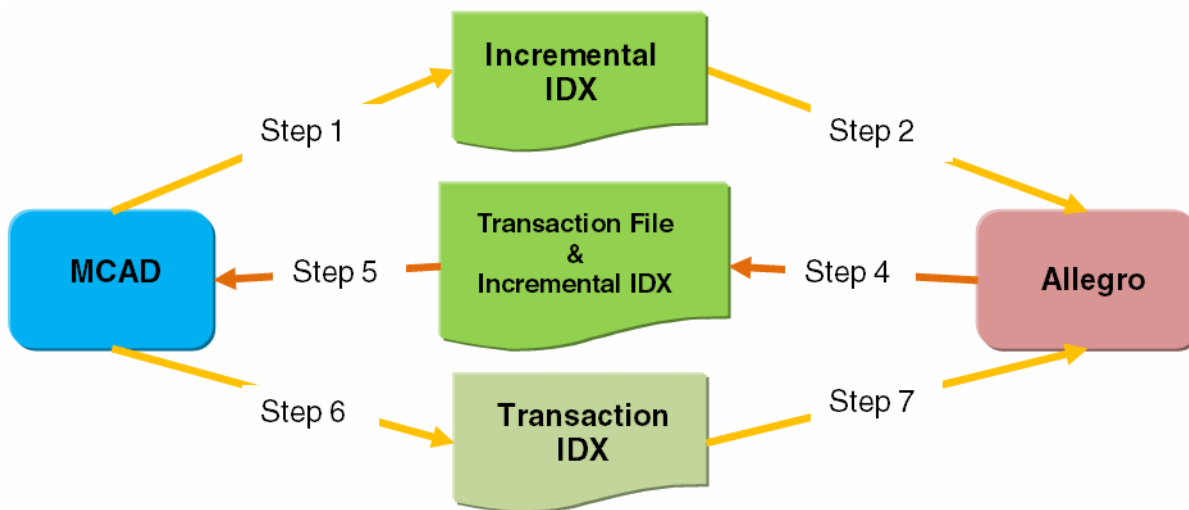 Incremental
IDX
Step 1
Step 2
Transaction File
&
Incremental IDX
MCAD
Step 5
Step 4
Allegro
Step 6
Transaction
IDX
Step 7